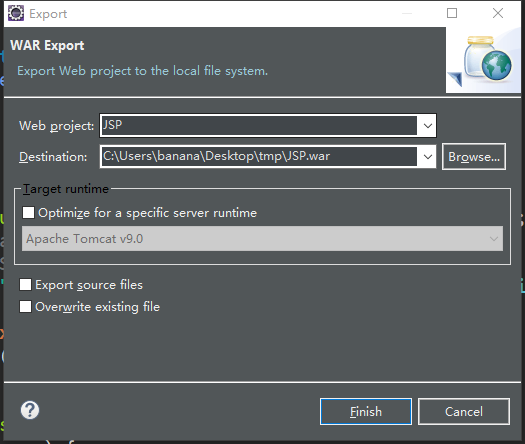 Export
WAR Export
Export Web project to the local file system.
Web project: JSP
Destination: C:\Users\banana\Desktop\tmp\JSP.war Browse...
Target runtime
Optimize for a specific server runtime
Apache Tomcat v9.0
Export source files
Overwrite existing file
? Finish Cancel